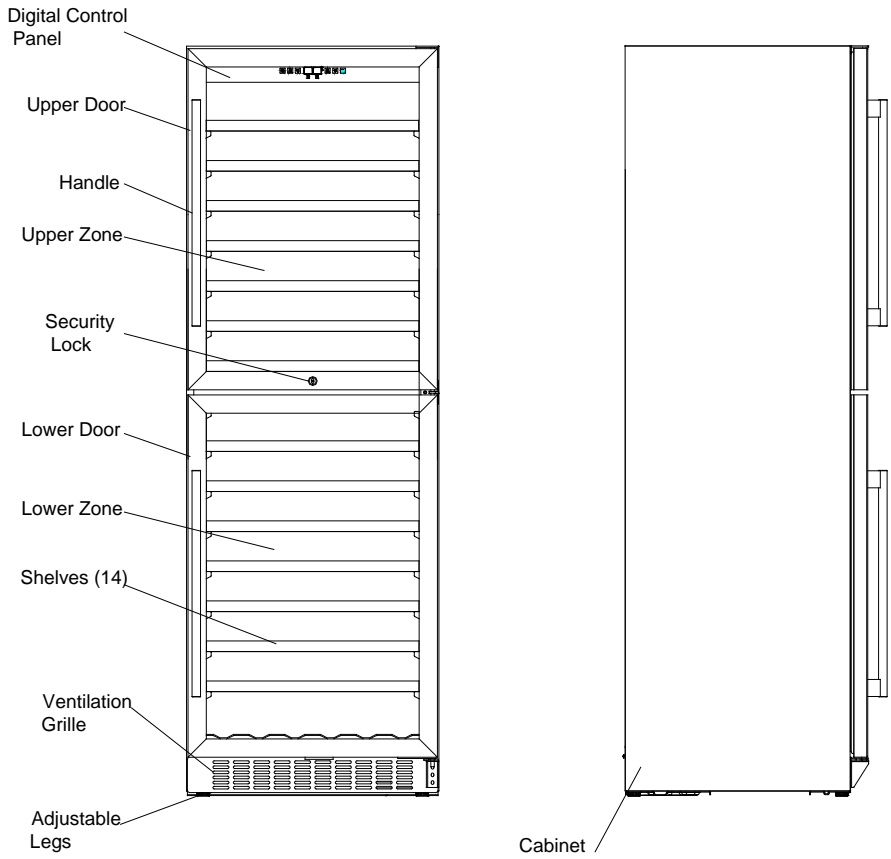 Digital Control
Panel
Upper Door
Handle
Upper Zone
Security
Lock
Lower Door
Lower Zone
Shelves (14)
Ventilation
Grille
Adjustable
Legs
Cabinet